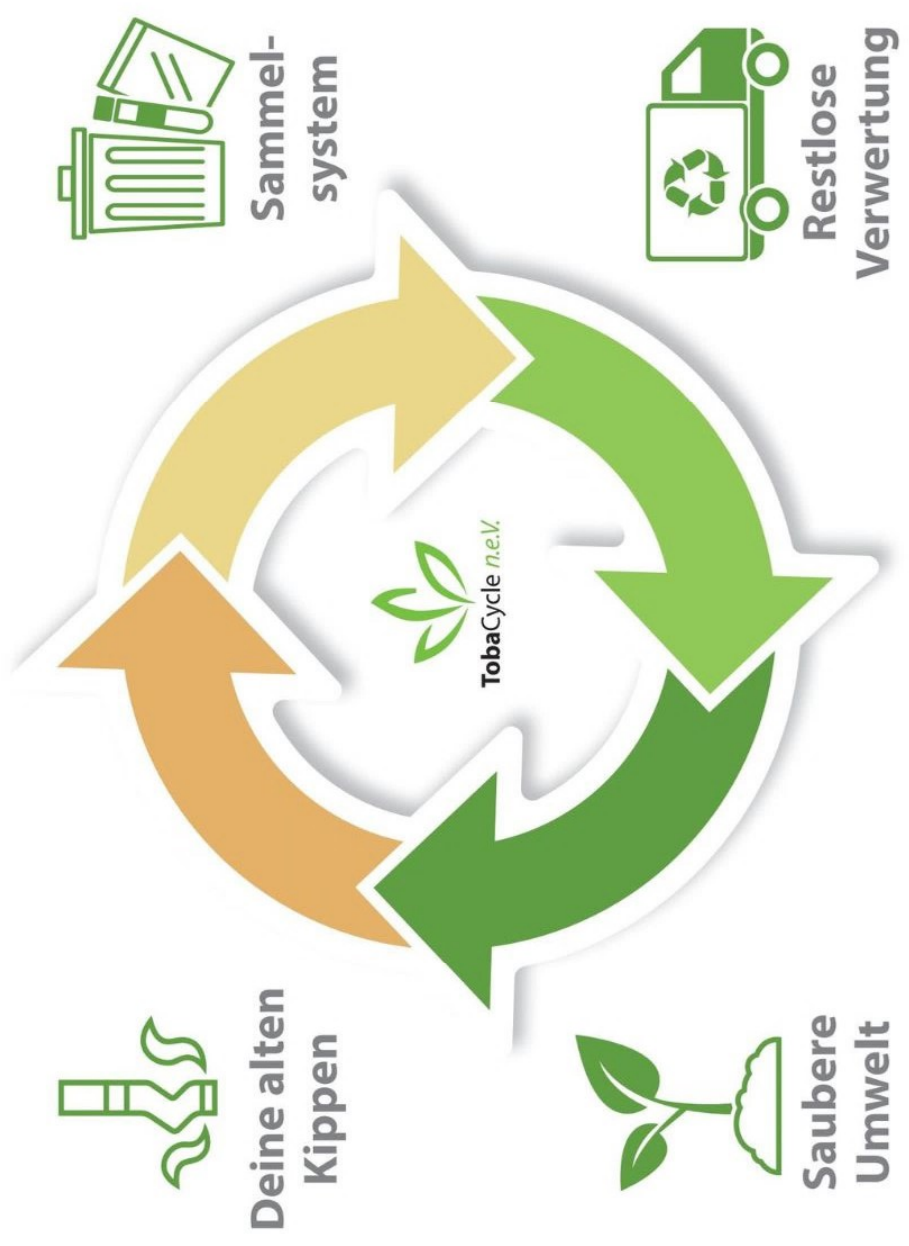 Deine alten
Kippen
Sammel-
system
TobaCycle n.e.V.
Saubere
Umwelt
Restlose
Verwertung